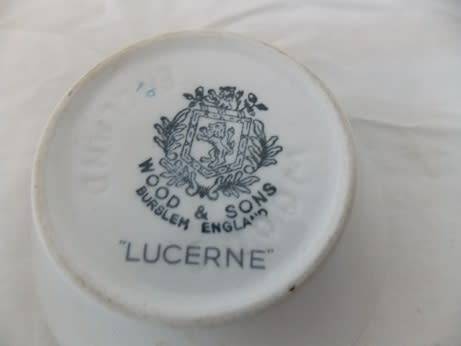 WOOD & SONS
BURSLEM ENGLAND
"LUCERNE"